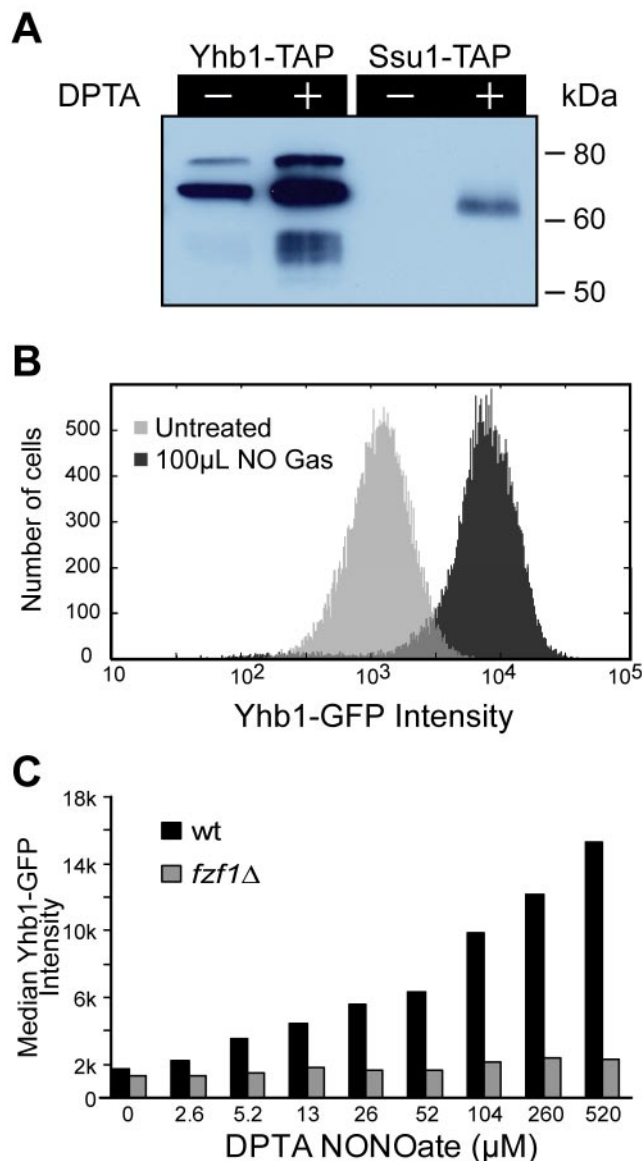 A
Yhb1-TAP Ssu1-TAP
DPTA − + − + kDa
− 80
− 60
− 50
B
500
400
300
200
100
0
Number of cells
Untreated
100µL NO Gas
10 10² 10³ 10⁴ 10⁵
Yhb1-GFP Intensity
C
18k
14k
10k
6k
2k
0
Median Yhb1-GFP
Intensity
wt
fzf1Δ
0 2.6 5.2 13 26 52 104 260 520
DPTA NONOate (µM)